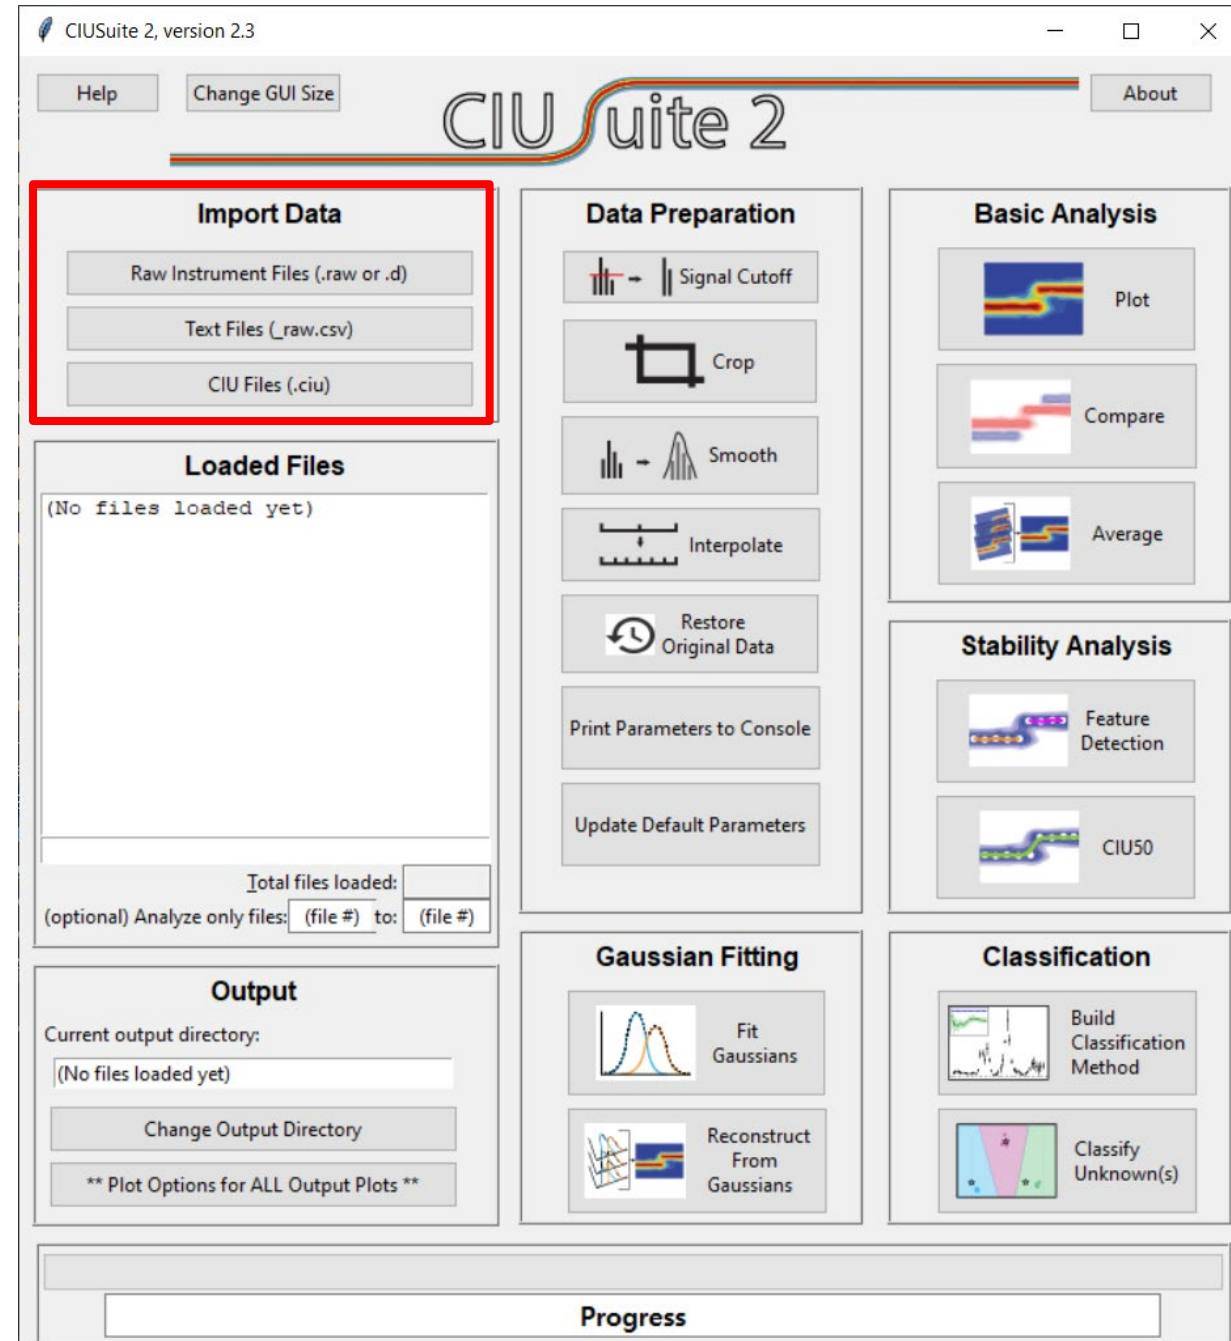 CIUSuite 2, version 2.3
Help
Change GUI Size
CIUSuite 2
About
Import Data
Raw Instrument Files (.raw or .d)
Text Files (_raw.csv)
CIU Files (.ciu)
Loaded Files
(No files loaded yet)
Total files loaded:
(optional) Analyze only files: (file #) to: (file #)
Output
Current output directory:
(No files loaded yet)
Change Output Directory
** Plot Options for ALL Output Plots **
Data Preparation
Signal Cutoff
Crop
Smooth
Interpolate
Restore
Original Data
Print Parameters to Console
Update Default Parameters
Gaussian Fitting
Fit
Gaussians
Reconstruct
From
Gaussians
Basic Analysis
Plot
Compare
Average
Stability Analysis
Feature
Detection
CIU50
Classification
Build
Classification
Method
Classify
Unknown(s)
Progress